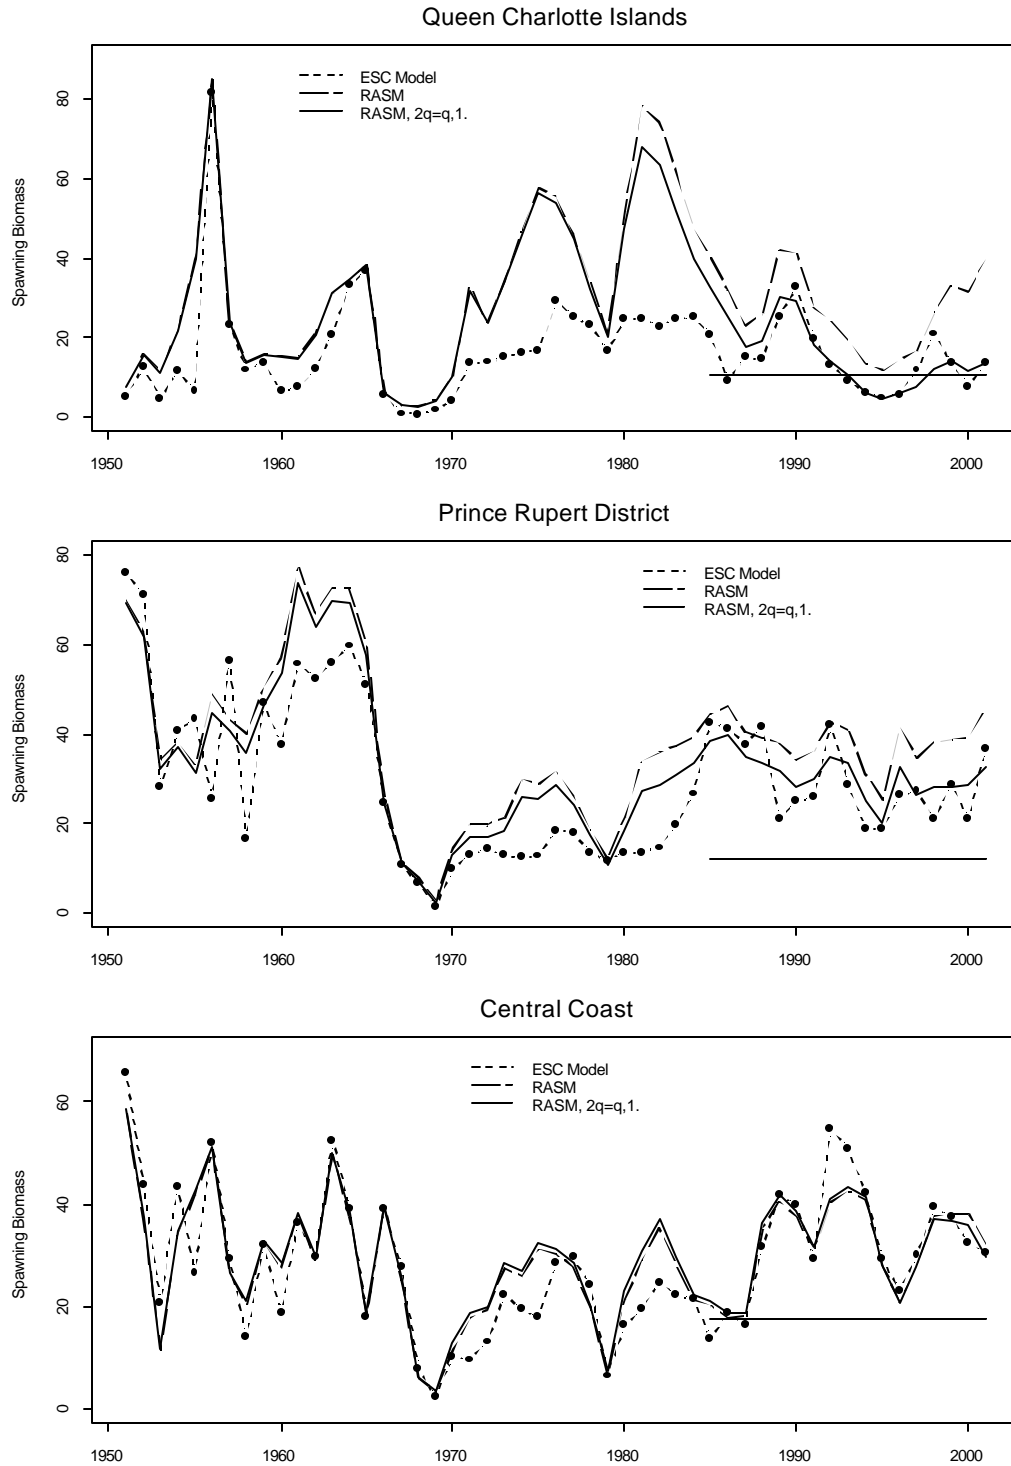 Queen Charlotte Islands
80
60
40
20
0
Spawning Biomass
ESC Model
RASM
RASM, 2q=q,1.
1950
1960
1970
1980
1990
2000
Prince Rupert District
80
60
40
20
0
Spawning Biomass
ESC Model
RASM
RASM, 2q=q,1.
1950
1960
1970
1980
1990
2000
Central Coast
60
40
20
0
Spawning Biomass
ESC Model
RASM
RASM, 2q=q,1.
1950
1960
1970
1980
1990
2000